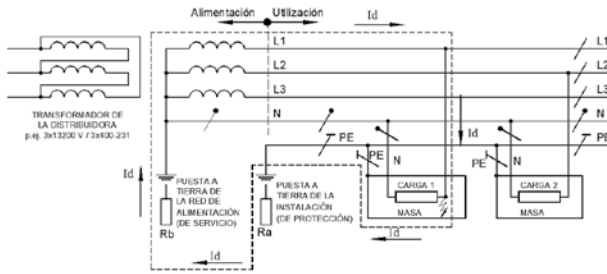 Alimentación Utilización
Id
L1 L1
L2 L2
L3 L3
N N
PE PE
Id
TRANSFORMADOR DE
LA DISTRIBUIDORA
p.ej. 3x13200 V / 3x400-231
Id
PUESTA A
TIERRA DE
LA RED DE
ALIMENTACIÓN
(DE SERVICIO)
Rb
PUESTA A
TIERRA DE LA
INSTALACIÓN
(DE PROTECCIÓN)
Ra
PE N
CARGA 1
MASA
PE N
CARGA 2
MASA
Id
Id